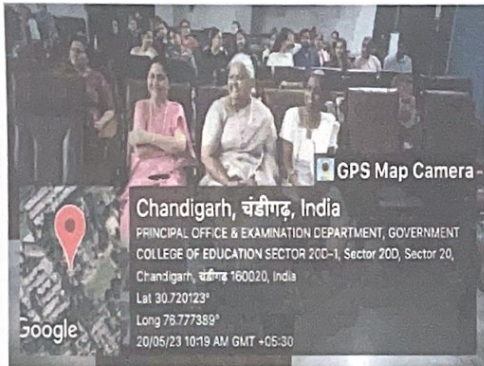 GPS Map Camera
Chandigarh, चंडीगढ़, India
PRINCIPAL OFFICE & EXAMINATION DEPARTMENT, GOVERNMENT
COLLEGE OF EDUCATION SECTOR 20D-1, Sector 20D, Sector 20,
Chandigarh, चंडीगढ़ 160020, India
Lat 30.720123°
Long 76.777389°
20/05/23 10:19 AM GMT +05:30
Google